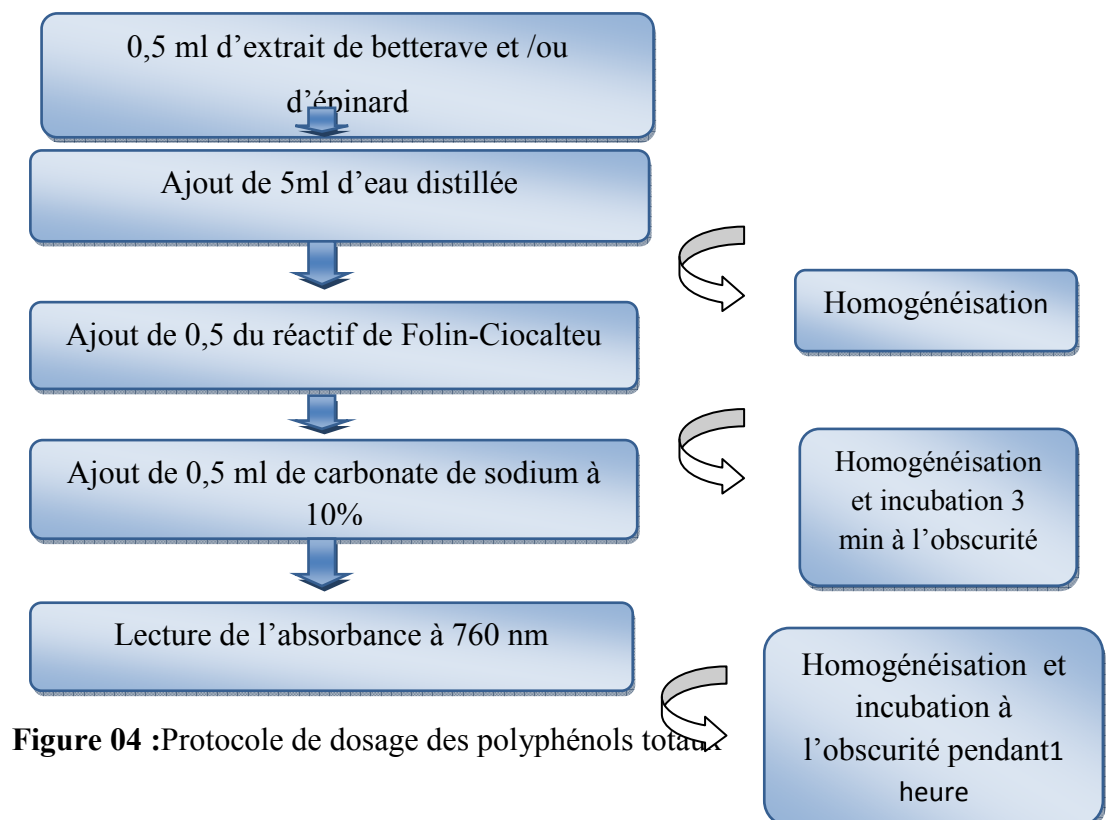 0,5 ml d’extrait de betterave et /ou
d’épinard
Ajout de 5ml d’eau distillée
Homogénéisation
Ajout de 0,5 du réactif de Folin-Ciocalteu
Homogénéisation
et incubation 3
min à l’obscurité
Ajout de 0,5 ml de carbonate de sodium à
10%
Lecture de l’absorbance à 760 nm
Homogénéisation et
incubation à
l’obscurité pendant1
heure
Figure 04 :Protocole de dosage des polyphénols totaux